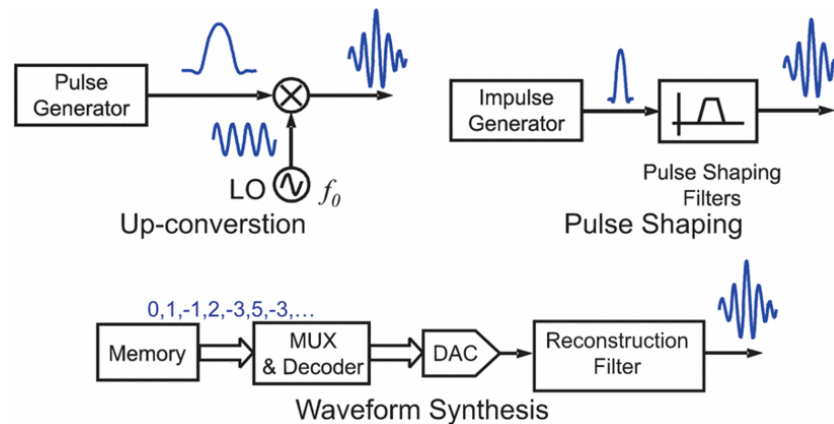 Pulse
Generator
LO
f0
Up-converstion
Impulse
Generator
Pulse Shaping
Filters
Pulse Shaping
0,1,-1,2,-3,5,-3,...
Memory
MUX
& Decoder
DAC
Reconstruction
Filter
Waveform Synthesis